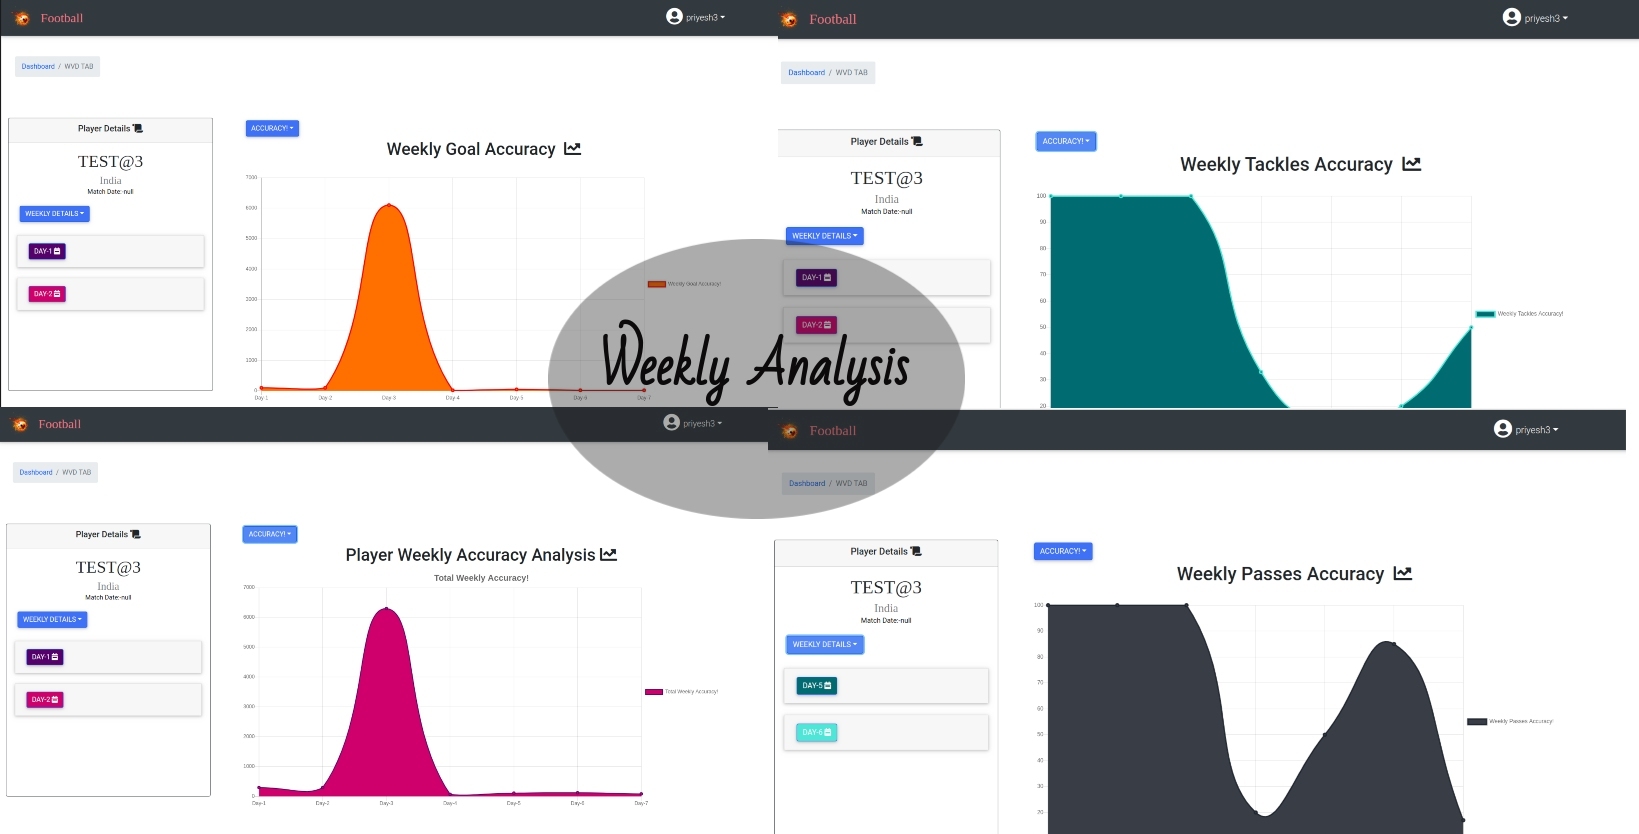 Football
priyesh3
Dashboard / WVD TAB
Player Details
TEST@3
India
Match Date:-null
WEEKLY DETAILS
DAY-1
DAY-2
ACCURACY!
Weekly Goal Accuracy
7000
6000
5000
4000
3000
2000
1000
0
Day-1 Day-2 Day-3 Day-4 Day-5 Day-6 Day-7
Weekly Goal Accuracy!
Football
priyesh3
Dashboard / WVD TAB
Player Details
TEST@3
India
Match Date:-null
WEEKLY DETAILS
DAY-1
DAY-2
ACCURACY!
Weekly Tackles Accuracy
100
90
80
70
60
50
40
30
20
Weekly Tackles Accuracy!
Weekly Analysis
Football
priyesh3
Dashboard / WVD TAB
Player Details
TEST@3
India
Match Date:-null
WEEKLY DETAILS
DAY-1
DAY-2
ACCURACY!
Player Weekly Accuracy Analysis
Total Weekly Accuracy!
7000
6000
5000
4000
3000
2000
1000
0
Day-1 Day-2 Day-3 Day-4 Day-5 Day-6 Day-7
Total Weekly Accuracy!
Football
priyesh3
Dashboard / WVD TAB
Player Details
TEST@3
India
Match Date:-null
WEEKLY DETAILS
DAY-5
DAY-6
ACCURACY!
Weekly Passes Accuracy
100
90
80
70
60
50
40
30
20
Weekly Passes Accuracy!